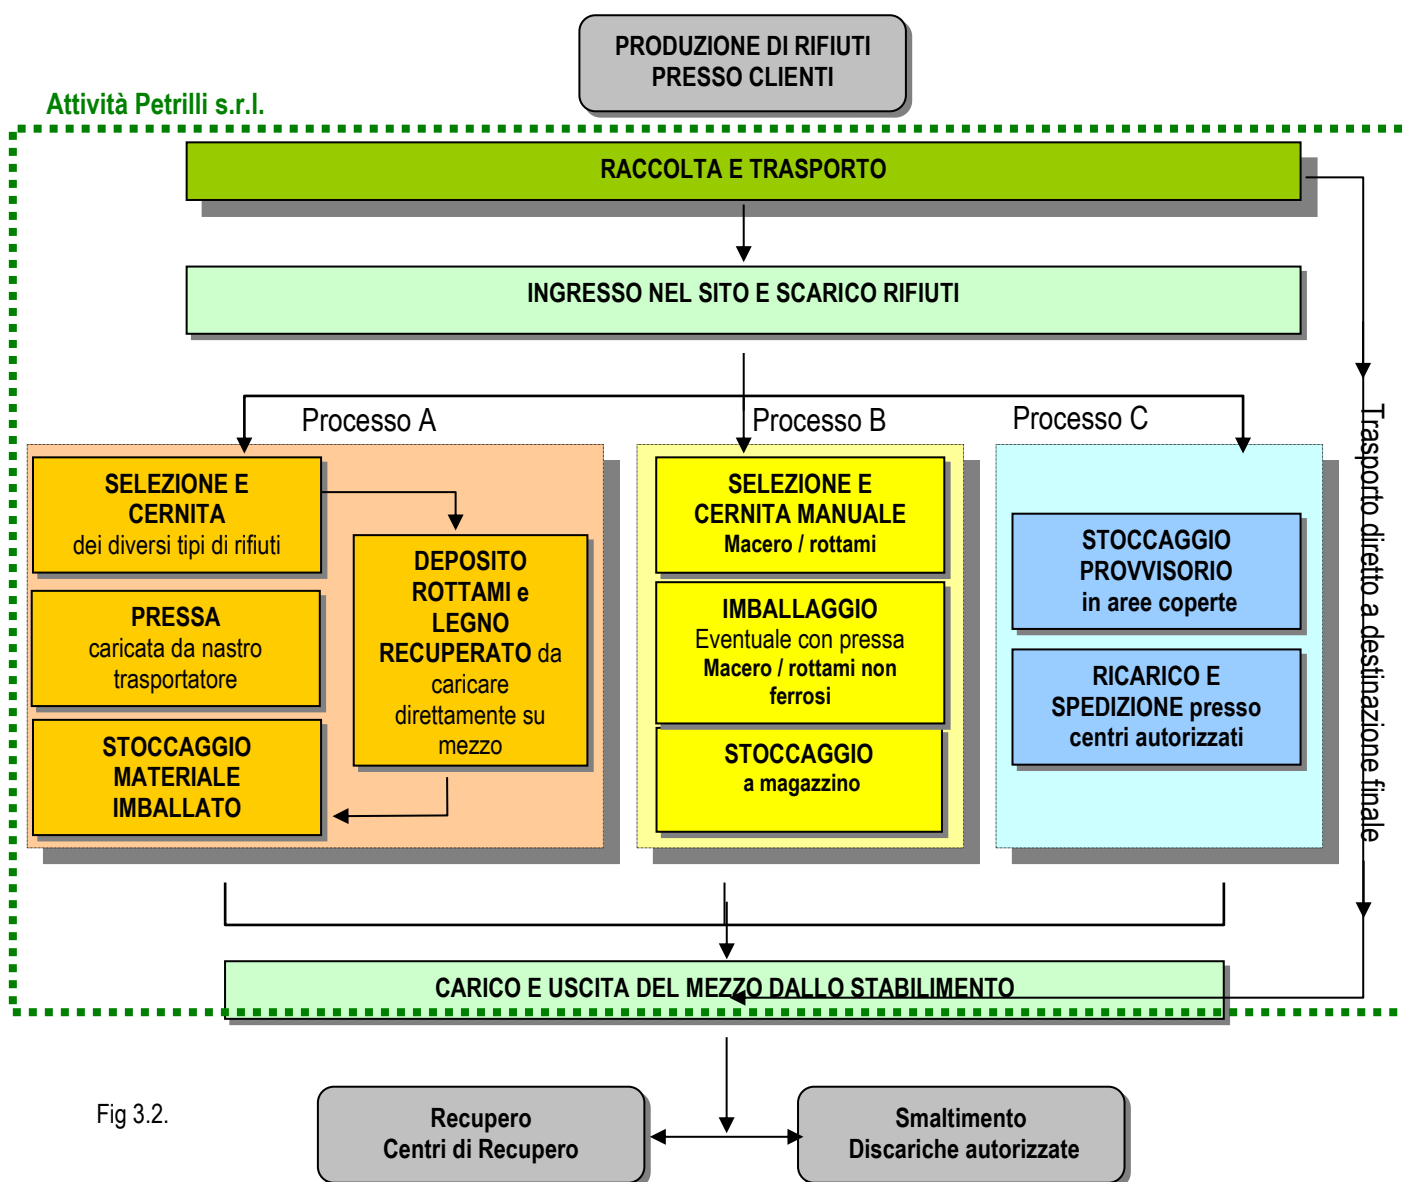 PRODUZIONE DI RIFIUTI
PRESSO CLIENTI
Attività Petrilli s.r.l.
RACCOLTA E TRASPORTO
INGRESSO NEL SITO E SCARICO RIFIUTI
Processo A
Processo B
Processo C
SELEZIONE E
CERNITA
dei diversi tipi di rifiuti
PRESSA
caricata da nastro
trasportatore
STOCCAGGIO
MATERIALE
IMBALLATO
DEPOSITO
ROTTAMI e
LEGNO
RECUPERATO da
caricare
direttamente su
mezzo
SELEZIONE E
CERNITA MANUALE
Macero / rottami
IMBALLAGGIO
Eventuale con pressa
Macero / rottami non
ferrosi
STOCCAGGIO
a magazzino
STOCCAGGIO
PROVVISORIO
in aree coperte
RICARICO E
SPEDIZIONE presso
centri autorizzati
Trasporto diretto a destinazione finale
CARICO E USCITA DEL MEZZO DALLO STABILIMENTO
Fig 3.2.
Recupero
Centri di Recupero
Smaltimento
Discariche autorizzate